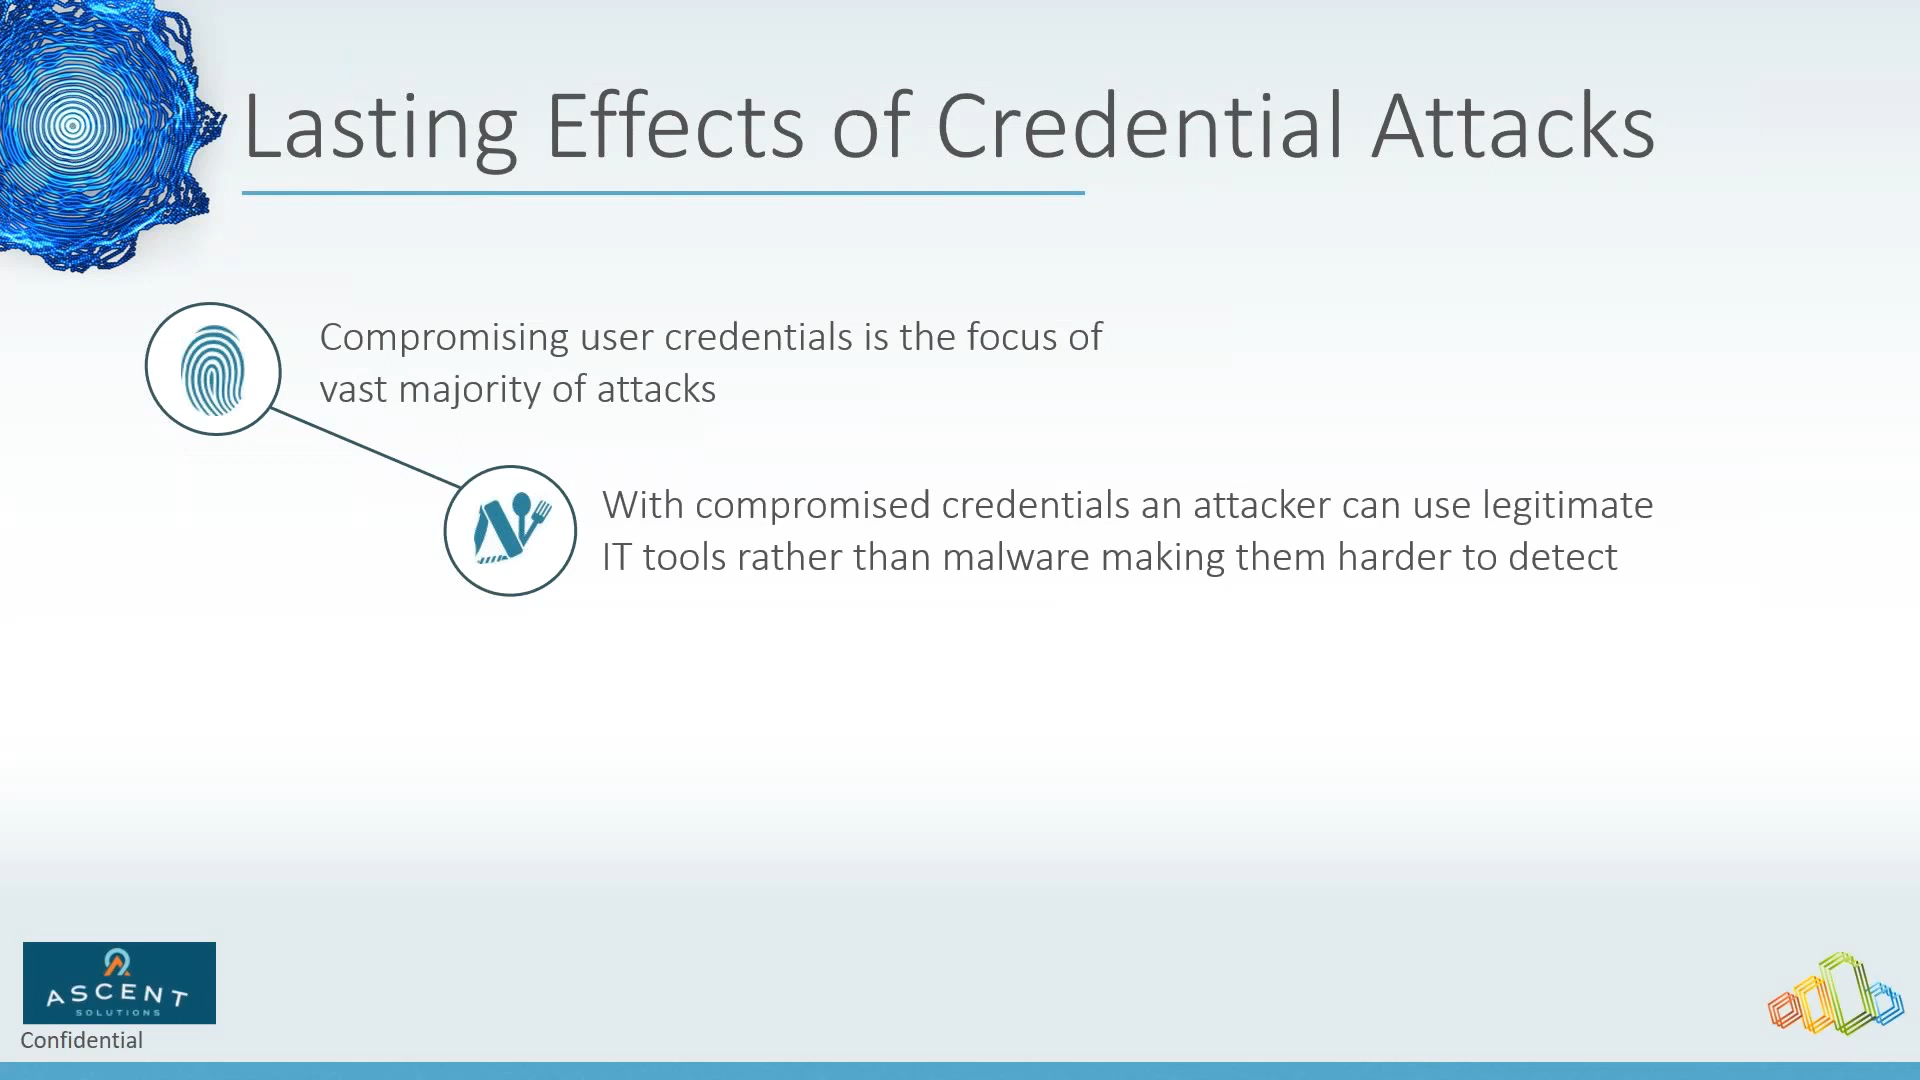 Lasting Effects of Credential Attacks
Compromising user credentials is the focus of
vast majority of attacks
With compromised credentials an attacker can use legitimate
IT tools rather than malware making them harder to detect
ASCENT
SOLUTIONS
Confidential